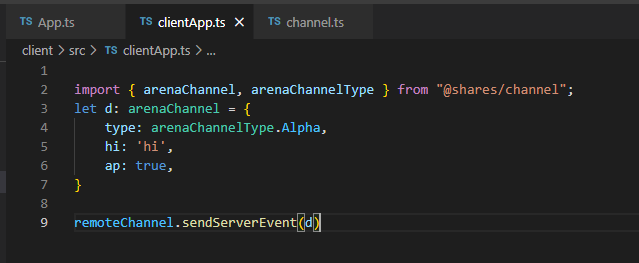 TS App.ts TS clientApp.ts × TS channel.ts
client > src > TS clientApp.ts > ...
1
2 import { arenaChannel, arenaChannelType } from "@shares/channel";
3 let d: arenaChannel = {
4 type: arenaChannelType.Alpha,
5 hi: 'hi',
6 ap: true,
7 }
8
9 remoteChannel.sendServerEvent(d)